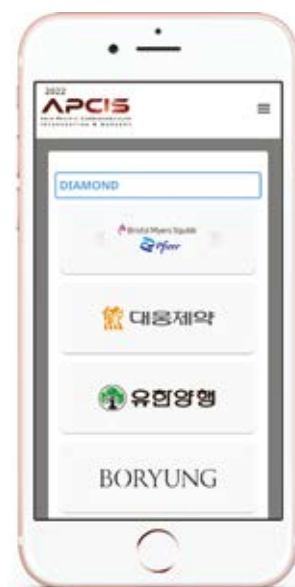 2022
APCIS
DIAMOND
Bristol Myers Squibb
Pfizer
대웅제약
유한양행
BORYUNG